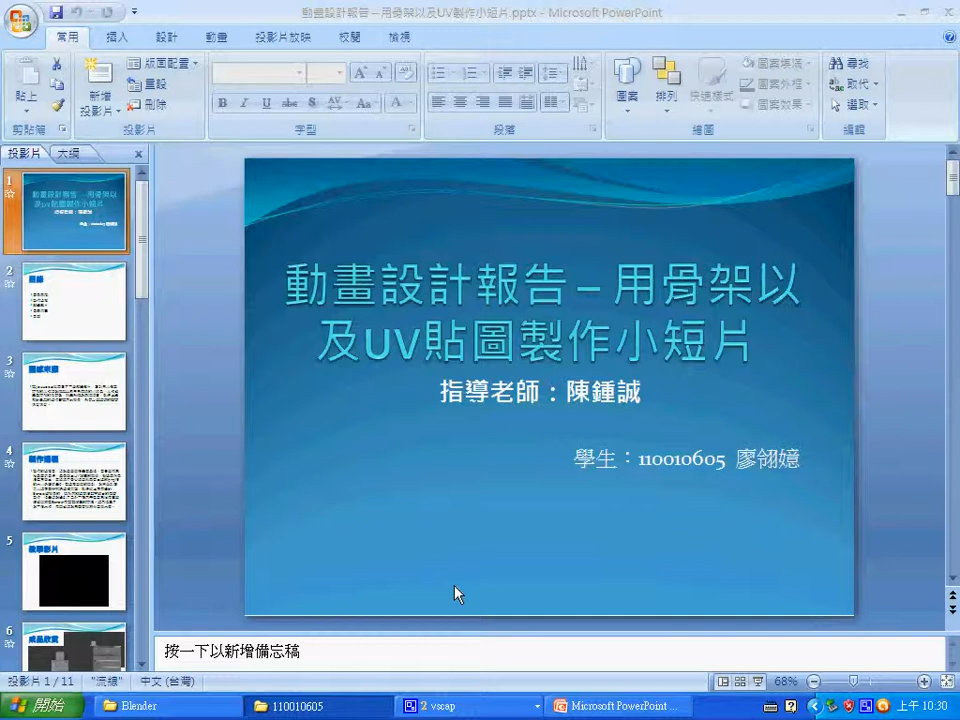 動畫設計報告－用骨架以及UV製作小短片.pptx - Microsoft PowerPoint
常用 插入 設計 動畫 投影片放映 校閱 檢視
貼上
剪貼簿
新增投影片
版面配置
重設
刪除
投影片
字型
段落
圖案
排列
快速樣式
圖案填滿
圖案外框
圖案效果
繪圖
尋找
取代
選取
編輯
投影片 大綱
1
2
3
4
5
6
動畫設計報告 – 用骨架以
及UV貼圖製作小短片
指導老師：陳鍾誠
學生：110010605 廖翎嬑
按一下以新增備忘稿
投影片 1 / 11 "流線" 中文 (台灣) 68%
開始 Blender 110010605 2 vscap Microsoft PowerPoint ... 上午 10:30